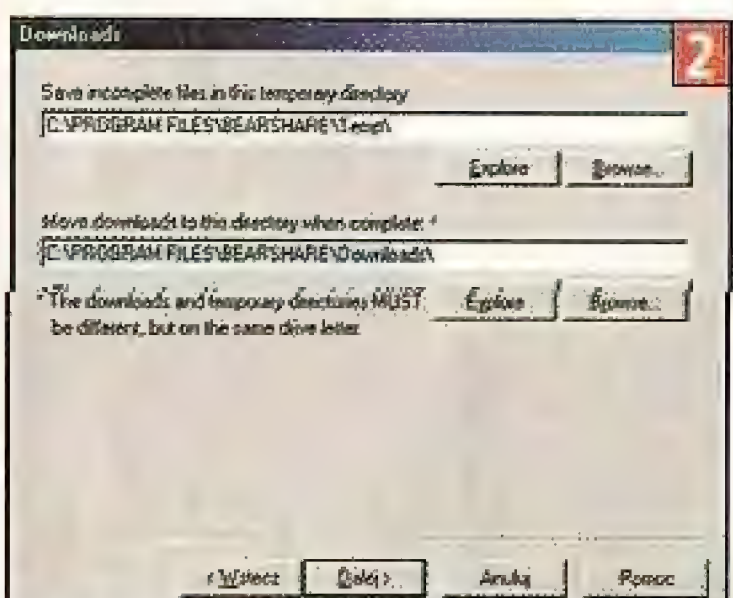 Downloads
2
Save incomplete files in this temporary directory
C:\PROGRAM FILES\BEARSHARE\Temp\
Explore Browse...
Move downloads to this directory when complete: *
C:\PROGRAM FILES\BEARSHARE\Downloads\
* The downloads and temporary directories MUST Explore Browse...
be different, but on the same drive letter.
< Wstecz Dalej > Anuluj Pomoc